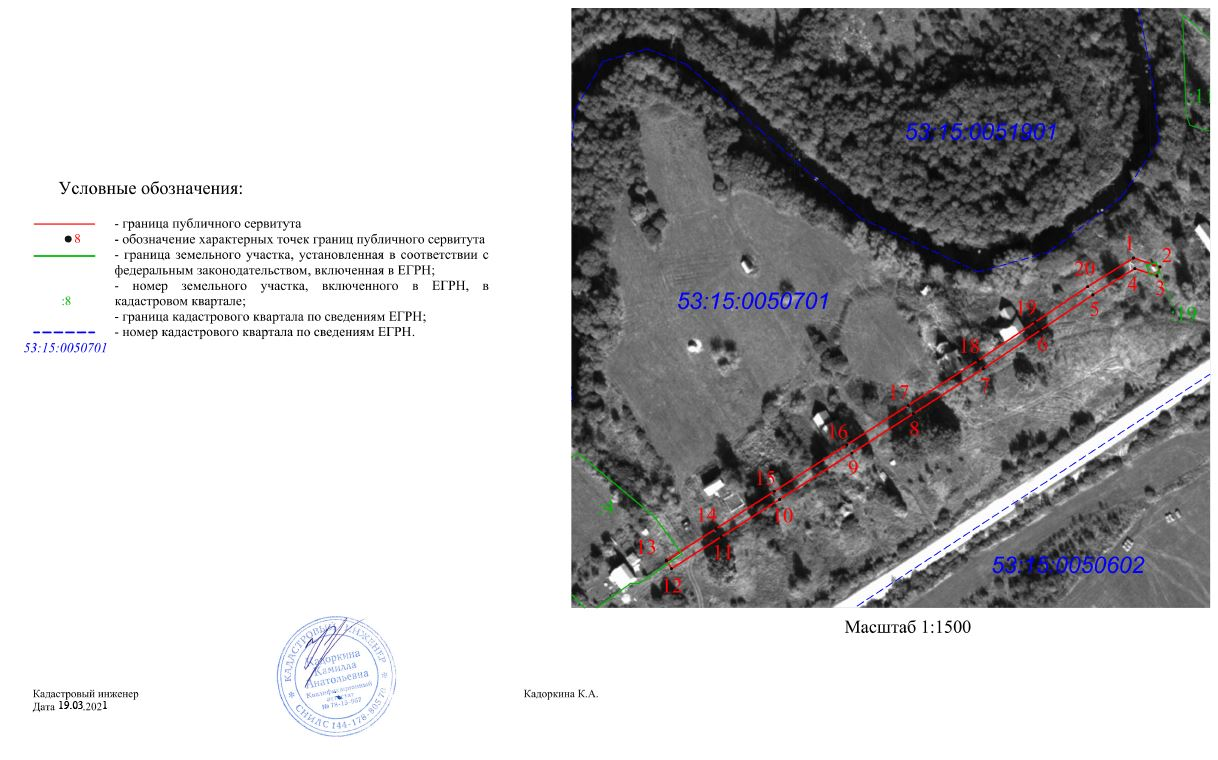 Условные обозначения:
- граница публичного сервитута
8
- обозначение характерных точек границ публичного сервитута
- граница земельного участка, установленная в соответствии с
федеральным законодательством, включенная в ЕГРН;
- номер земельного участка, включенного в ЕГРН, в
:8
кадастровом квартале;
- граница кадастрового квартала по сведениям ЕГРН;
- номер кадастрового квартала по сведениям ЕГРН.
53:15:0050701
53:15:0051901
1
2
3
4
20
5
53:15:0050701
:19
19
6
18
7
17
8
16
9
15
10
:4
14
11
13
12
53:15:0050602
Масштаб 1:1500
КАДАСТРОВЫЙ ИНЖЕНЕР
Кадоркина
Камилла
Анатольевна
Квалификационный
аттестат
СНИЛС 144-178-805 70
Кадастровый инженер
Кадоркина К.А.
Дата 19.03.2021